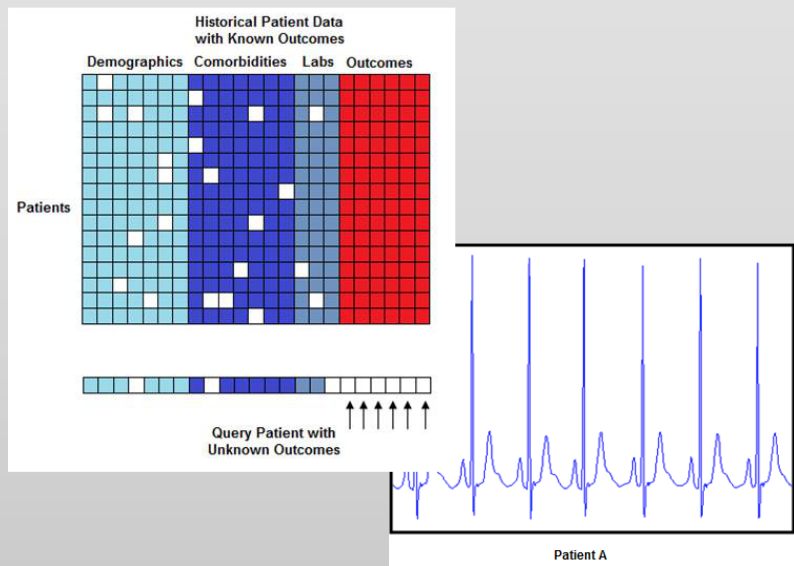 Historical Patient Data
with Known Outcomes
Demographics Comorbidities Labs Outcomes
Patients
Query Patient with
Unknown Outcomes
Patient A